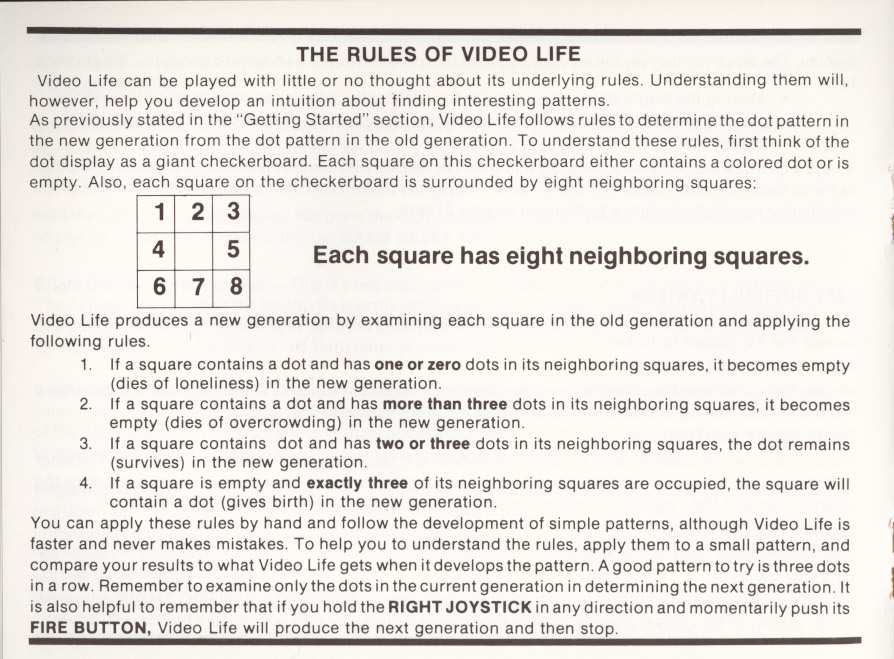 THE RULES OF VIDEO LIFE
Video Life can be played with little or no thought about its underlying rules. Understanding them will,
however, help you develop an intuition about finding interesting patterns.
As previously stated in the "Getting Started" section, Video Life follows rules to determine the dot pattern in
the new generation from the dot pattern in the old generation. To understand these rules, first think of the
dot display as a giant checkerboard. Each square on this checkerboard either contains a colored dot or is
empty. Also, each square on the checkerboard is surrounded by eight neighboring squares:
1 2 3
4 5
6 7 8
Each square has eight neighboring squares.
Video Life produces a new generation by examining each square in the old generation and applying the
following rules.
1. If a square contains a dot and has one or zero dots in its neighboring squares, it becomes empty
(dies of loneliness) in the new generation.
2. If a square contains a dot and has more than three dots in its neighboring squares, it becomes
empty (dies of overcrowding) in the new generation.
3. If a square contains dot and has two or three dots in its neighboring squares, the dot remains
(survives) in the new generation.
4. If a square is empty and exactly three of its neighboring squares are occupied, the square will
contain a dot (gives birth) in the new generation.
You can apply these rules by hand and follow the development of simple patterns, although Video Life is
faster and never makes mistakes. To help you to understand the rules, apply them to a small pattern, and
compare your results to what Video Life gets when it develops the pattern. A good pattern to try is three dots
in a row. Remember to examine only the dots in the current generation in determining the next generation. It
is also helpful to remember that if you hold the RIGHT JOYSTICK in any direction and momentarily push its
FIRE BUTTON, Video Life will produce the next generation and then stop.